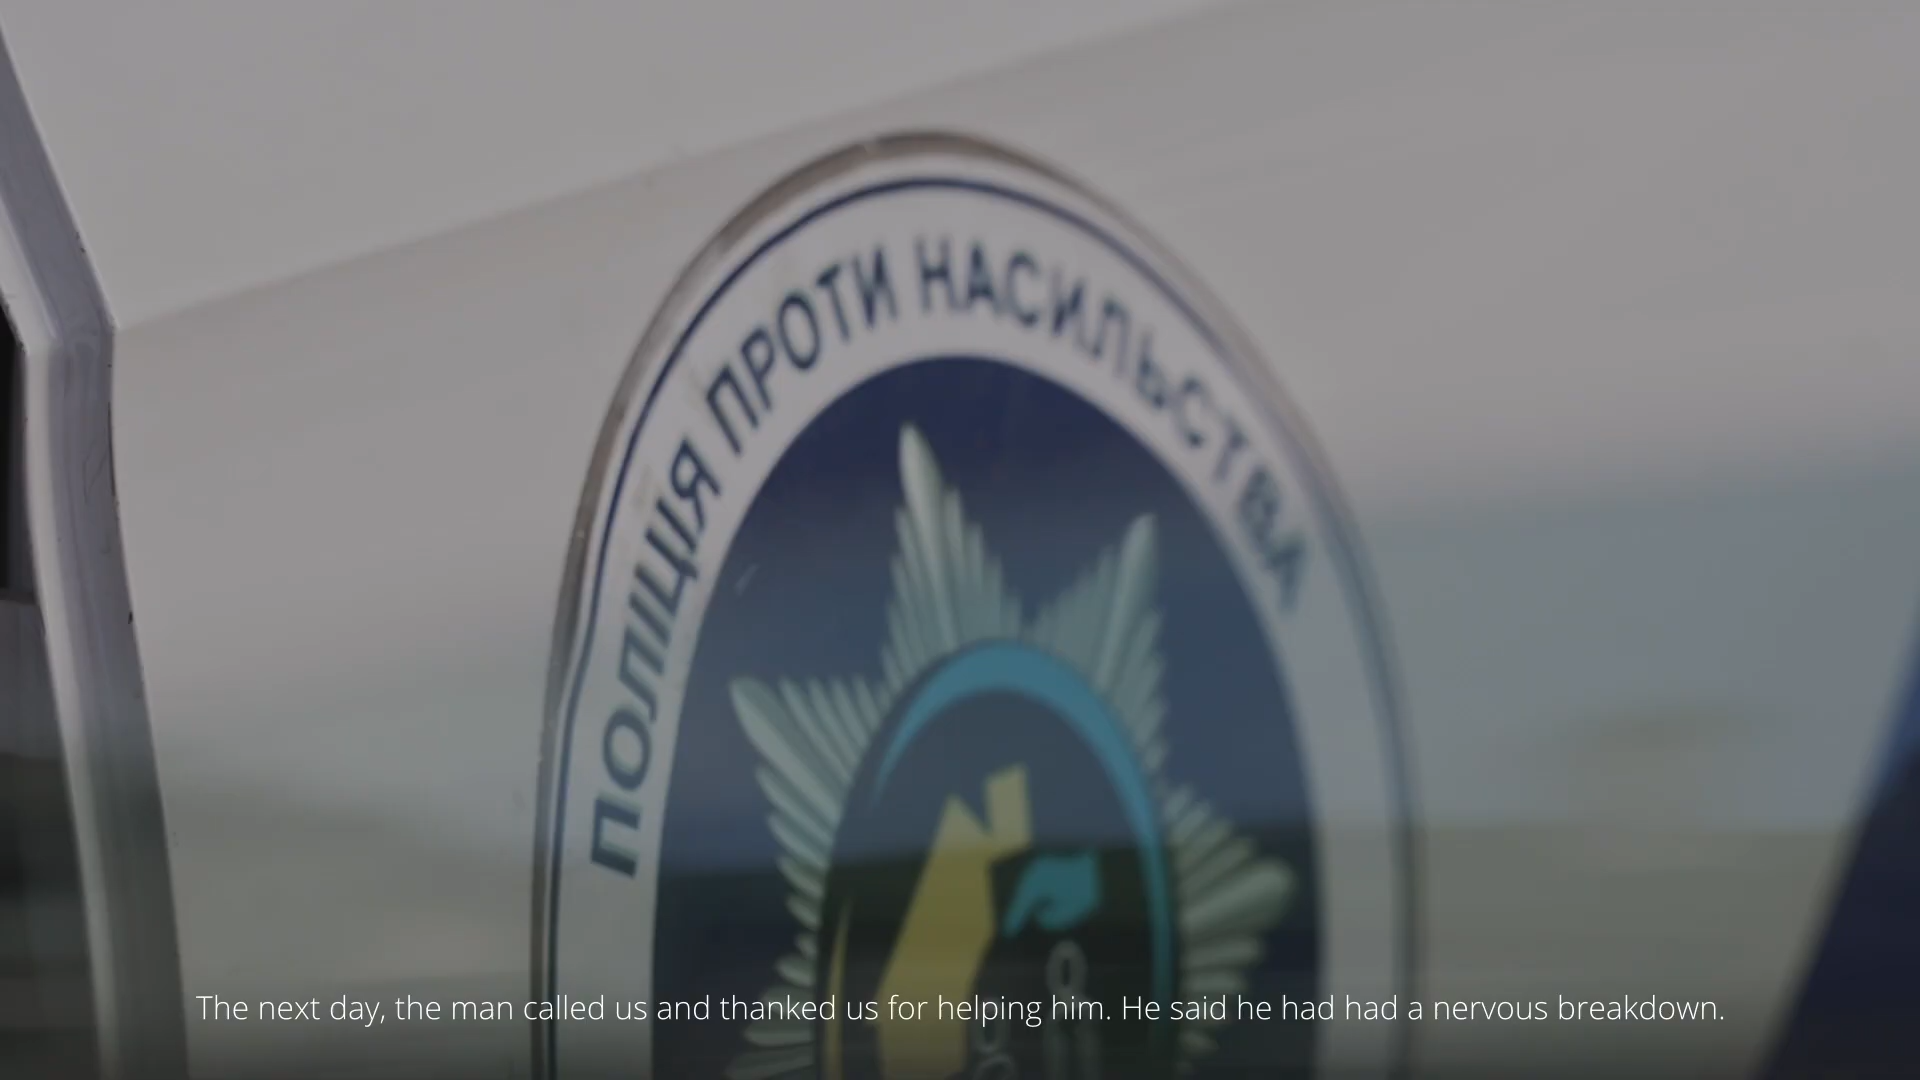 ПОЛІЦІЯ ПРОТИ НАСИЛЬСТВА
The next day, the man called us and thanked us for helping him. He said he had had a nervous breakdown.